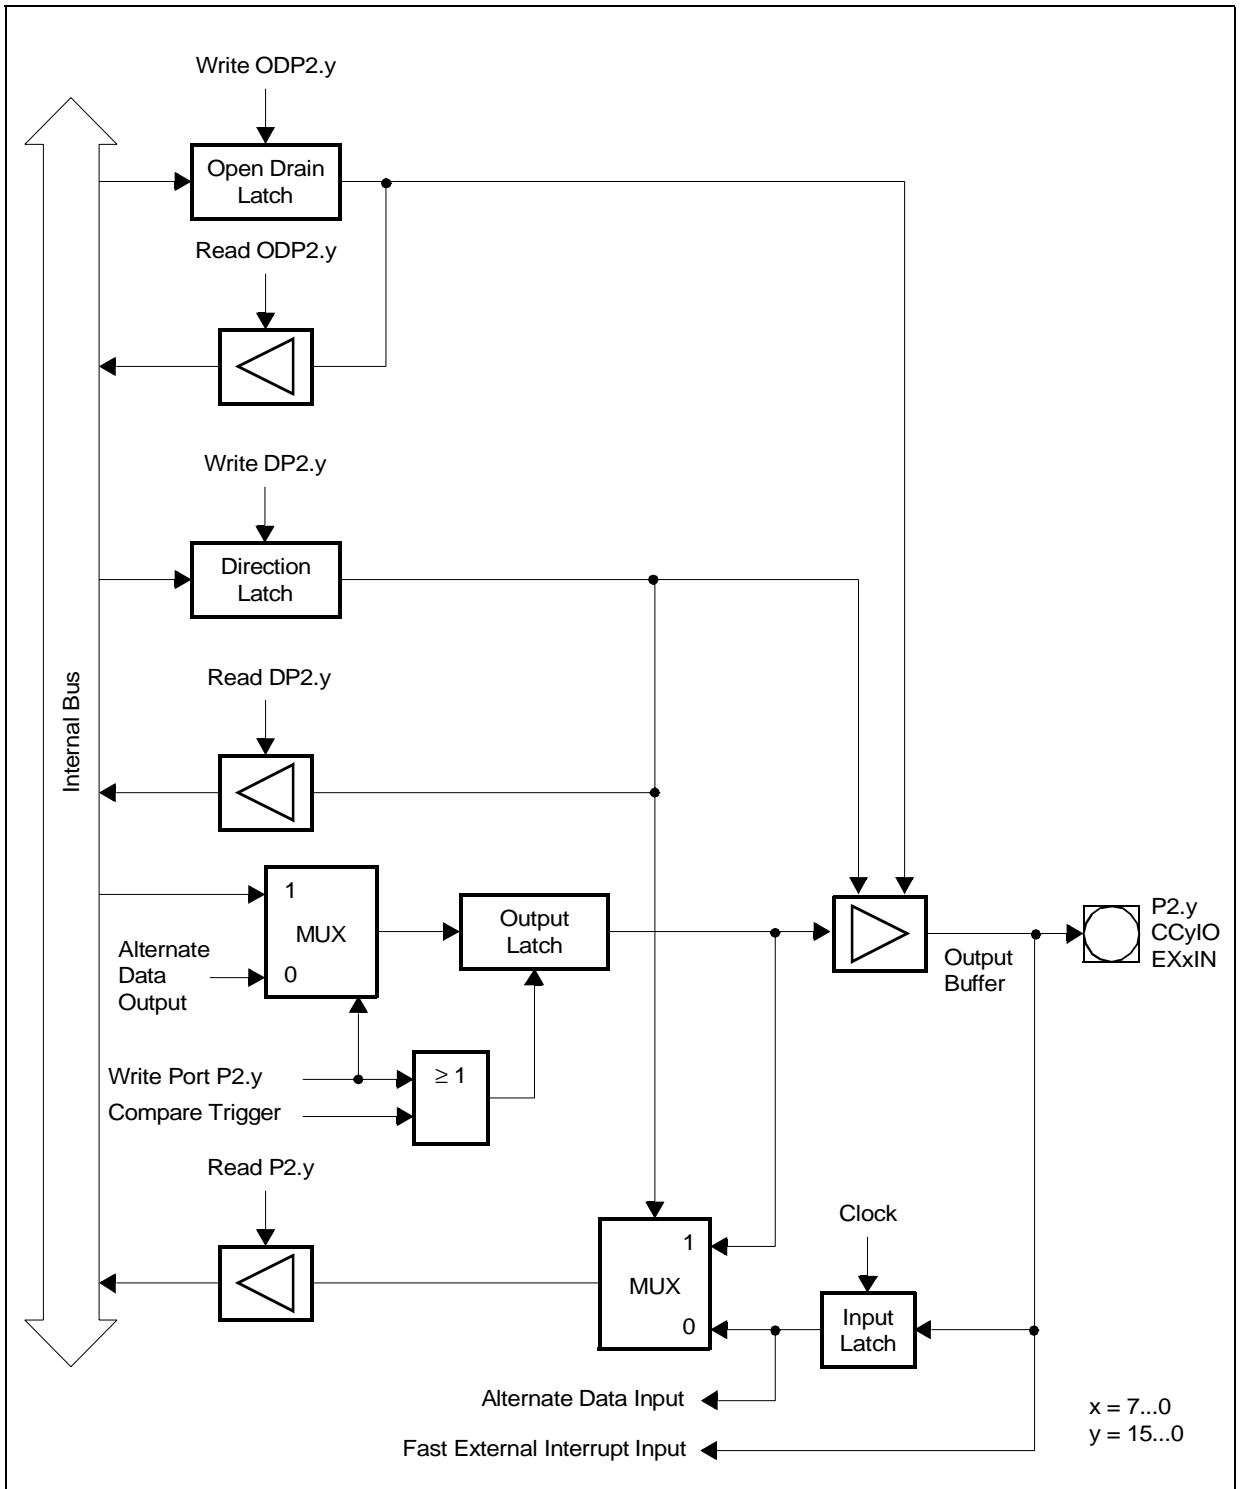 Write ODP2.y
Open Drain
Latch
Read ODP2.y
Write DP2.y
Direction
Latch
Read DP2.y
Internal Bus
1
MUX
0
Alternate
Data
Output
Output
Latch
Output
Buffer
P2.y
CCyIO
EXxIN
Write Port P2.y
Compare Trigger
≥ 1
Read P2.y
1
MUX
0
Clock
Input
Latch
Alternate Data Input
Fast External Interrupt Input
x = 7...0
y = 15...0